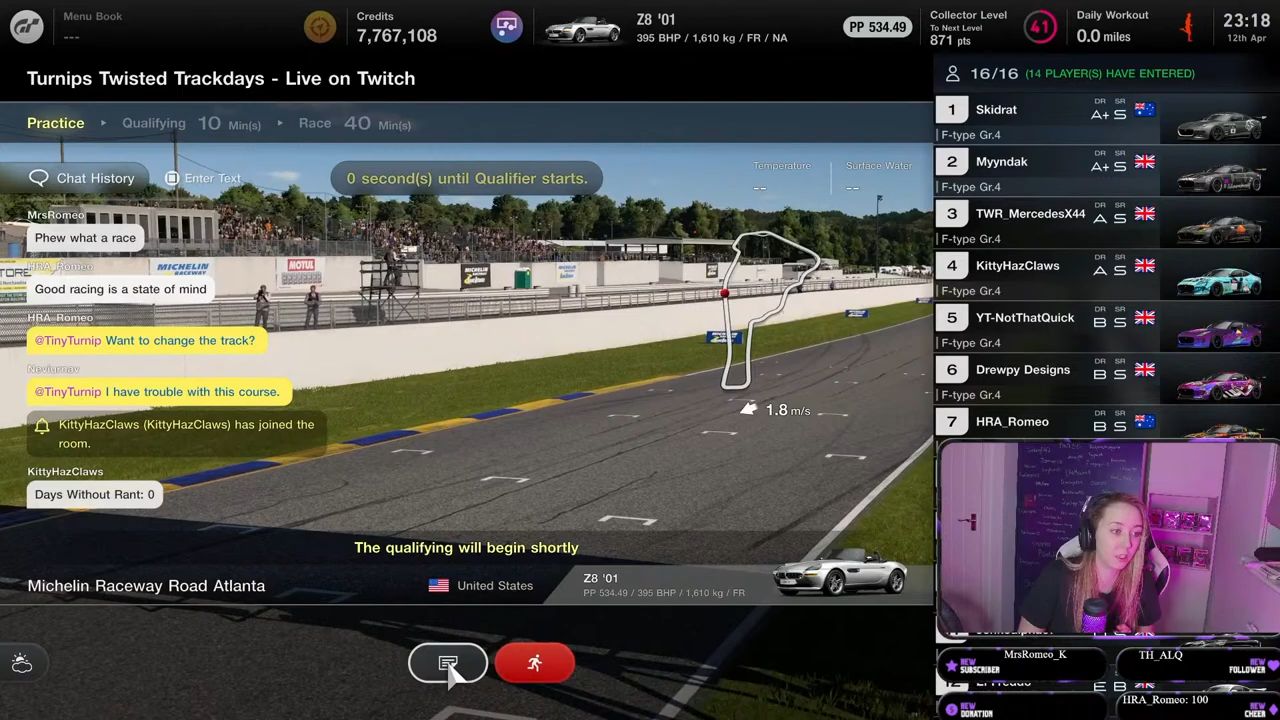 Menu Book
---
Credits
7,767,108
Z8 '01
395 BHP / 1,610 kg / FR / NA
PP 534.49
Collector Level
To Next Level
871 pts
41
Daily Workout
0.0 miles
23:18
12th Apr
Turnips Twisted Trackdays - Live on Twitch
16/16 (14 PLAYER(S) HAVE ENTERED)
Practice
Qualifying 10 Min(s)
Race 40 Min(s)
Chat History
Enter Text
0 second(s) until Qualifier starts.
Temperature
--
Surface Water
--
MrsRomeo
Phew what a race
HRA_Romeo
Good racing is a state of mind
HRA_Romeo
@TinyTurnip Want to change the track?
Neviurnav
@TinyTurnip I have trouble with this course.
KittyHazClaws (KittyHazClaws) has joined the
room.
KittyHazClaws
Days Without Rant: 0
MICHELIN
RACEWAY
MOTUL
1.8 m/s
The qualifying will begin shortly
Michelin Raceway Road Atlanta
United States
Z8 '01
PP 534.49 / 395 BHP / 1,610 kg / FR
1 Skidrat DR A+ SR S
F-type Gr.4
2 Myyndak DR A+ SR S
F-type Gr.4
3 TWR_MercedesX44 DR A SR S
F-type Gr.4
4 KittyHazClaws DR A SR S
F-type Gr.4
5 YT-NotThatQuick DR B SR S
F-type Gr.4
6 Drewpy Designs DR B SR S
F-type Gr.4
7 HRA_Romeo DR B SR S
MrsRomeo_K
NEW SUBSCRIBER
TH_ALQ
NEW FOLLOWER
E B
NEW DONATION
HRA_Romeo: 100
NEW CHEER